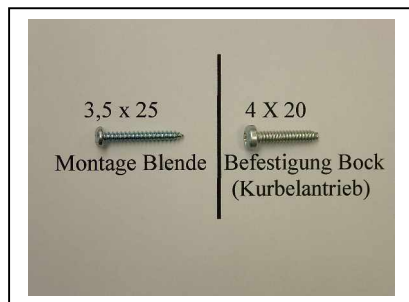 3,5 x 25
Montage Blende
4 X 20
Befestigung Bock
(Kurbelantrieb)